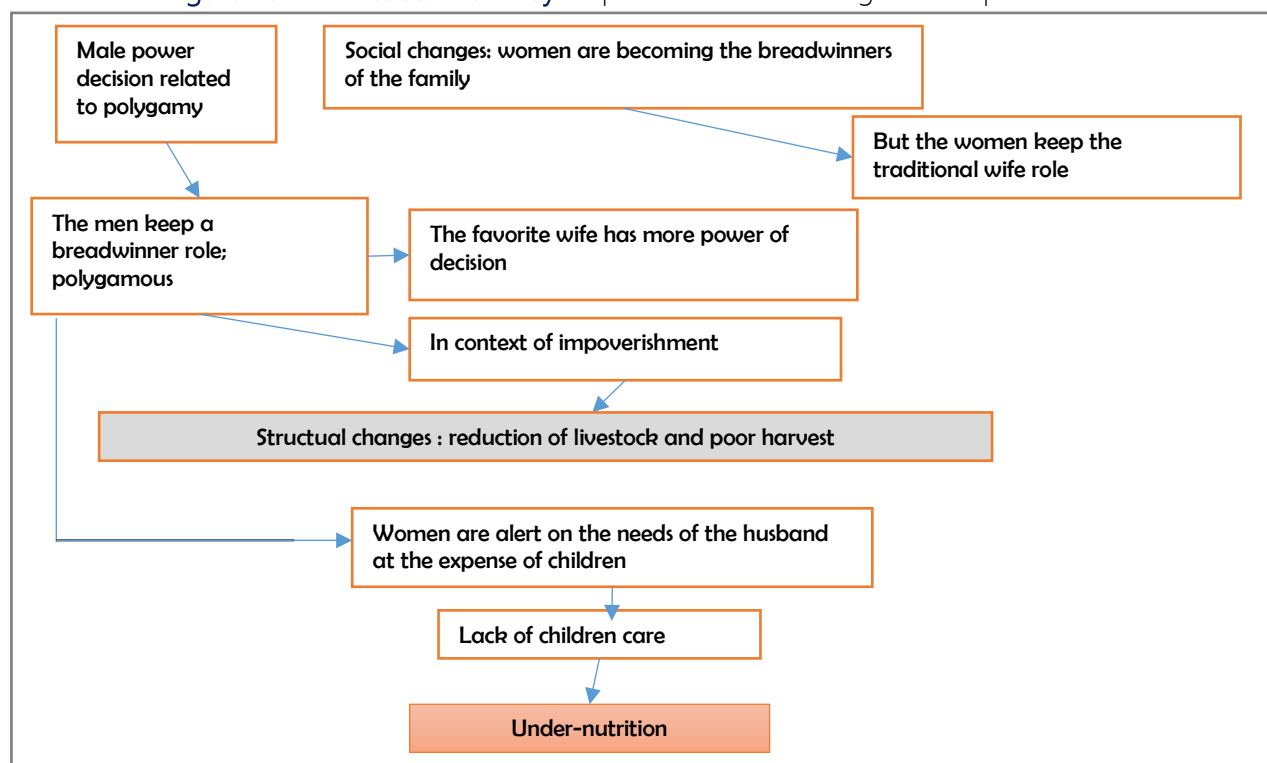 Male power
decision related
to polygamy
Social changes: women are becoming the breadwinners
of the family
But the women keep the
traditional wife role
The men keep a
breadwinner role;
polygamous
The favorite wife has more power of
decision
In context of impoverishment
Structual changes : reduction of livestock and poor harvest
Women are alert on the needs of the husband
at the expense of children
Lack of children care
Under-nutrition